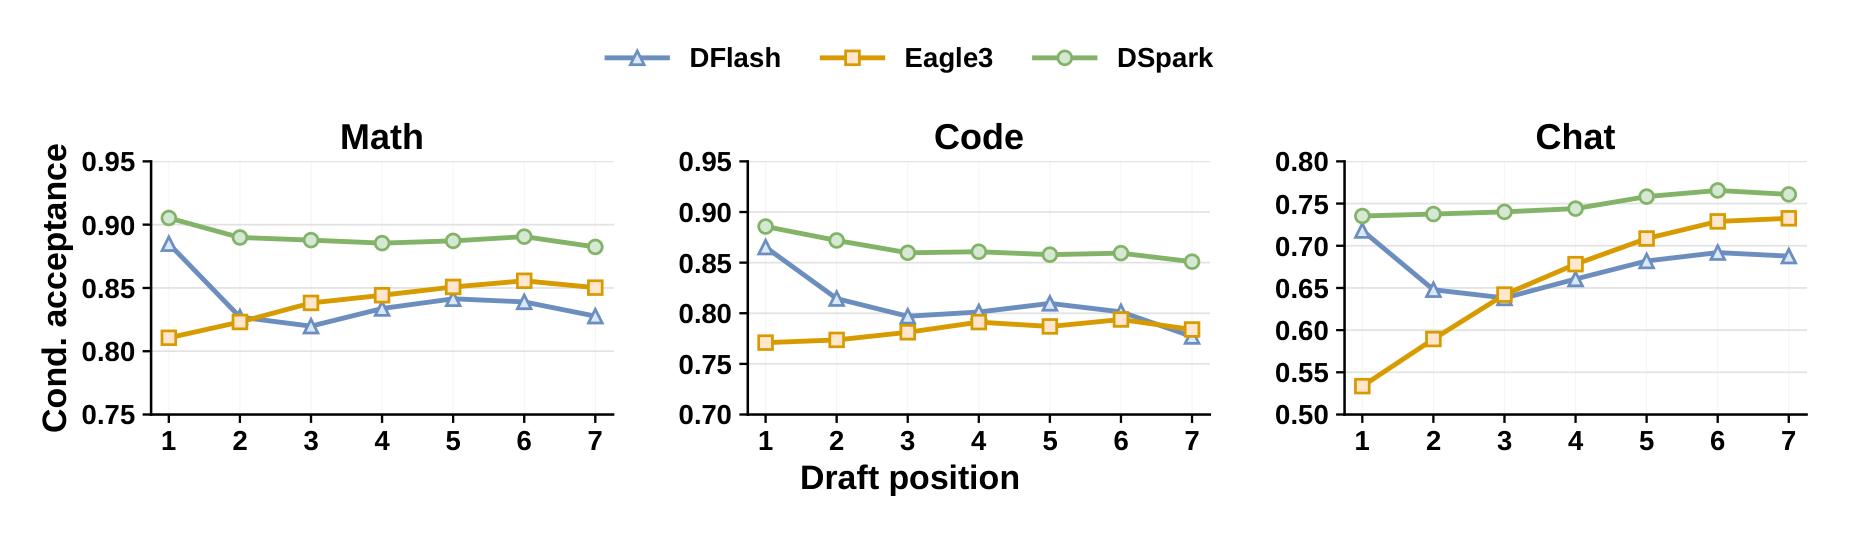 DFlash Eagle3 DSpark
Math Code Chat
Cond. acceptance
0.95
0.90
0.85
0.80
0.75
1 2 3 4 5 6 7
0.95
0.90
0.85
0.80
0.75
0.70
1 2 3 4 5 6 7
0.80
0.75
0.70
0.65
0.60
0.55
0.50
1 2 3 4 5 6 7
Draft position